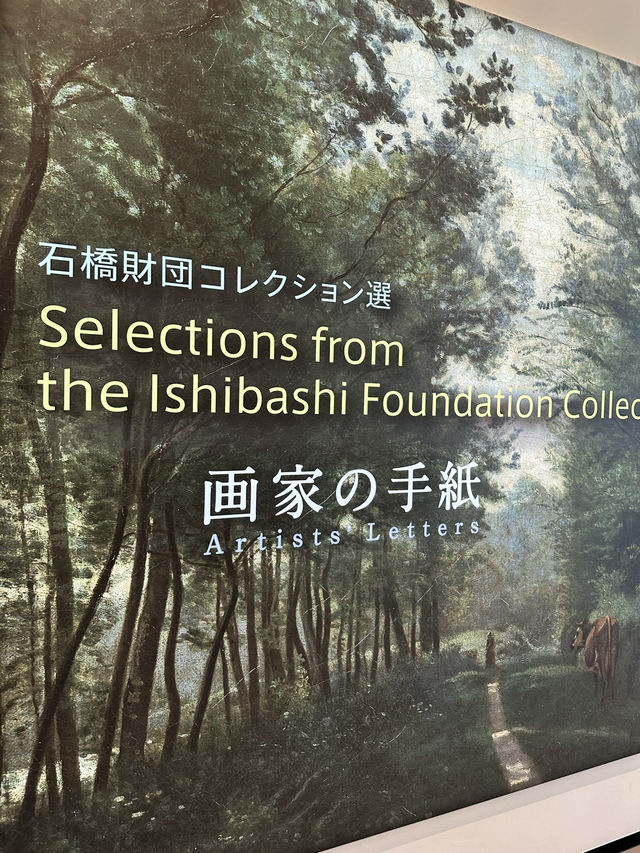 石橋財団コレクション選
Selections from
the Ishibashi Foundation Collec
画家の手紙
Artists' Letters